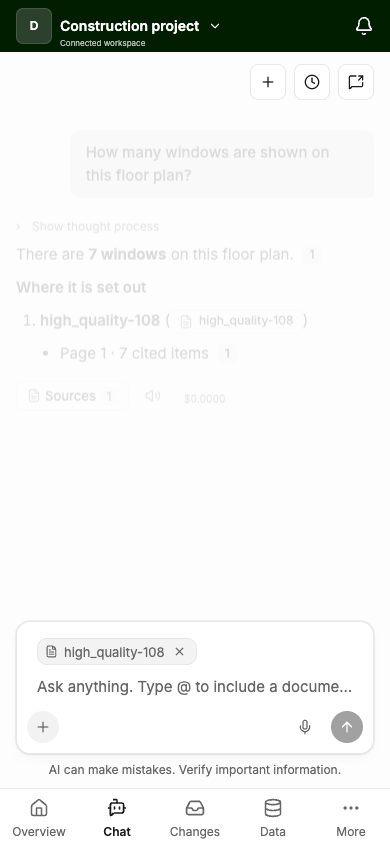 D
Construction project
Connected workspace
How many windows are shown on
this floor plan?
Show thought process
There are 7 windows on this floor plan. 1
Where it is set out
1. high_quality-108 ( high_quality-108 )
• Page 1 · 7 cited items 1
Sources 1
$0.0000
high_quality-108 ×
Ask anything. Type @ to include a docume...
AI can make mistakes. Verify important information.
Overview
Chat
Changes
Data
More